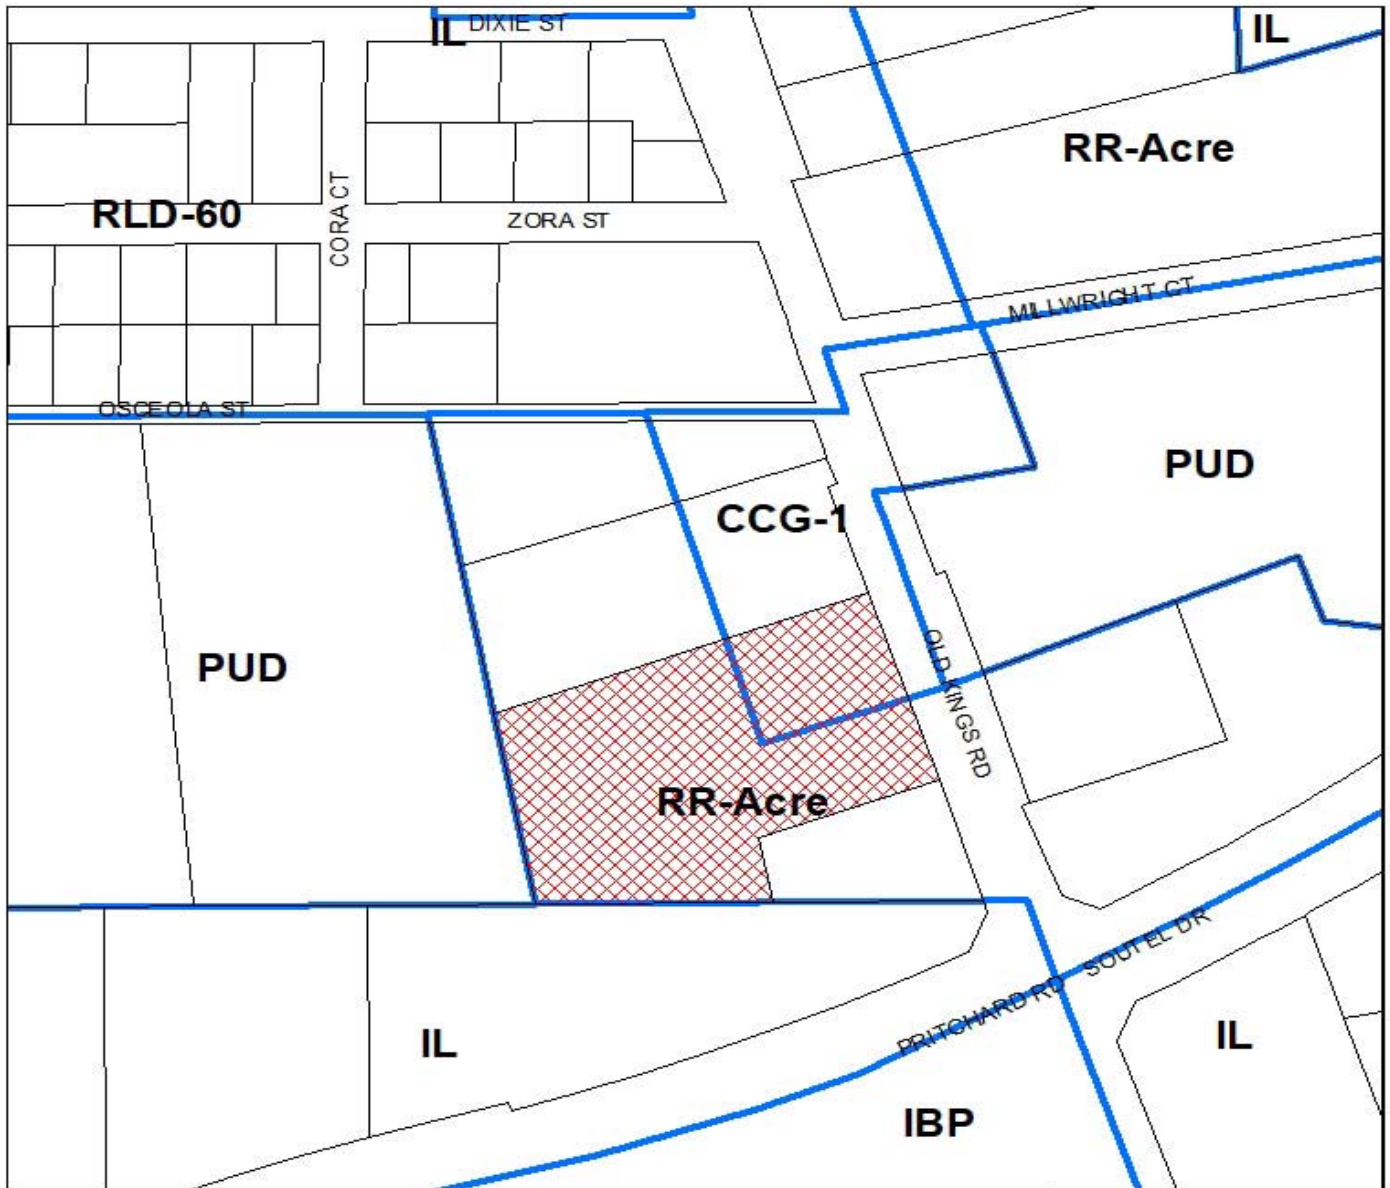 IL
DIXIE ST
IL
RR-Acre
RLD-60
CORA CT
ZORA ST
MILLWRIGHT CT
OSCEOLA ST
PUD
CCG-1
PUD
OLD KINGS RD
RR-Acre
SOUTEL DR
PRITCHARD RD
IL
IL
IBP